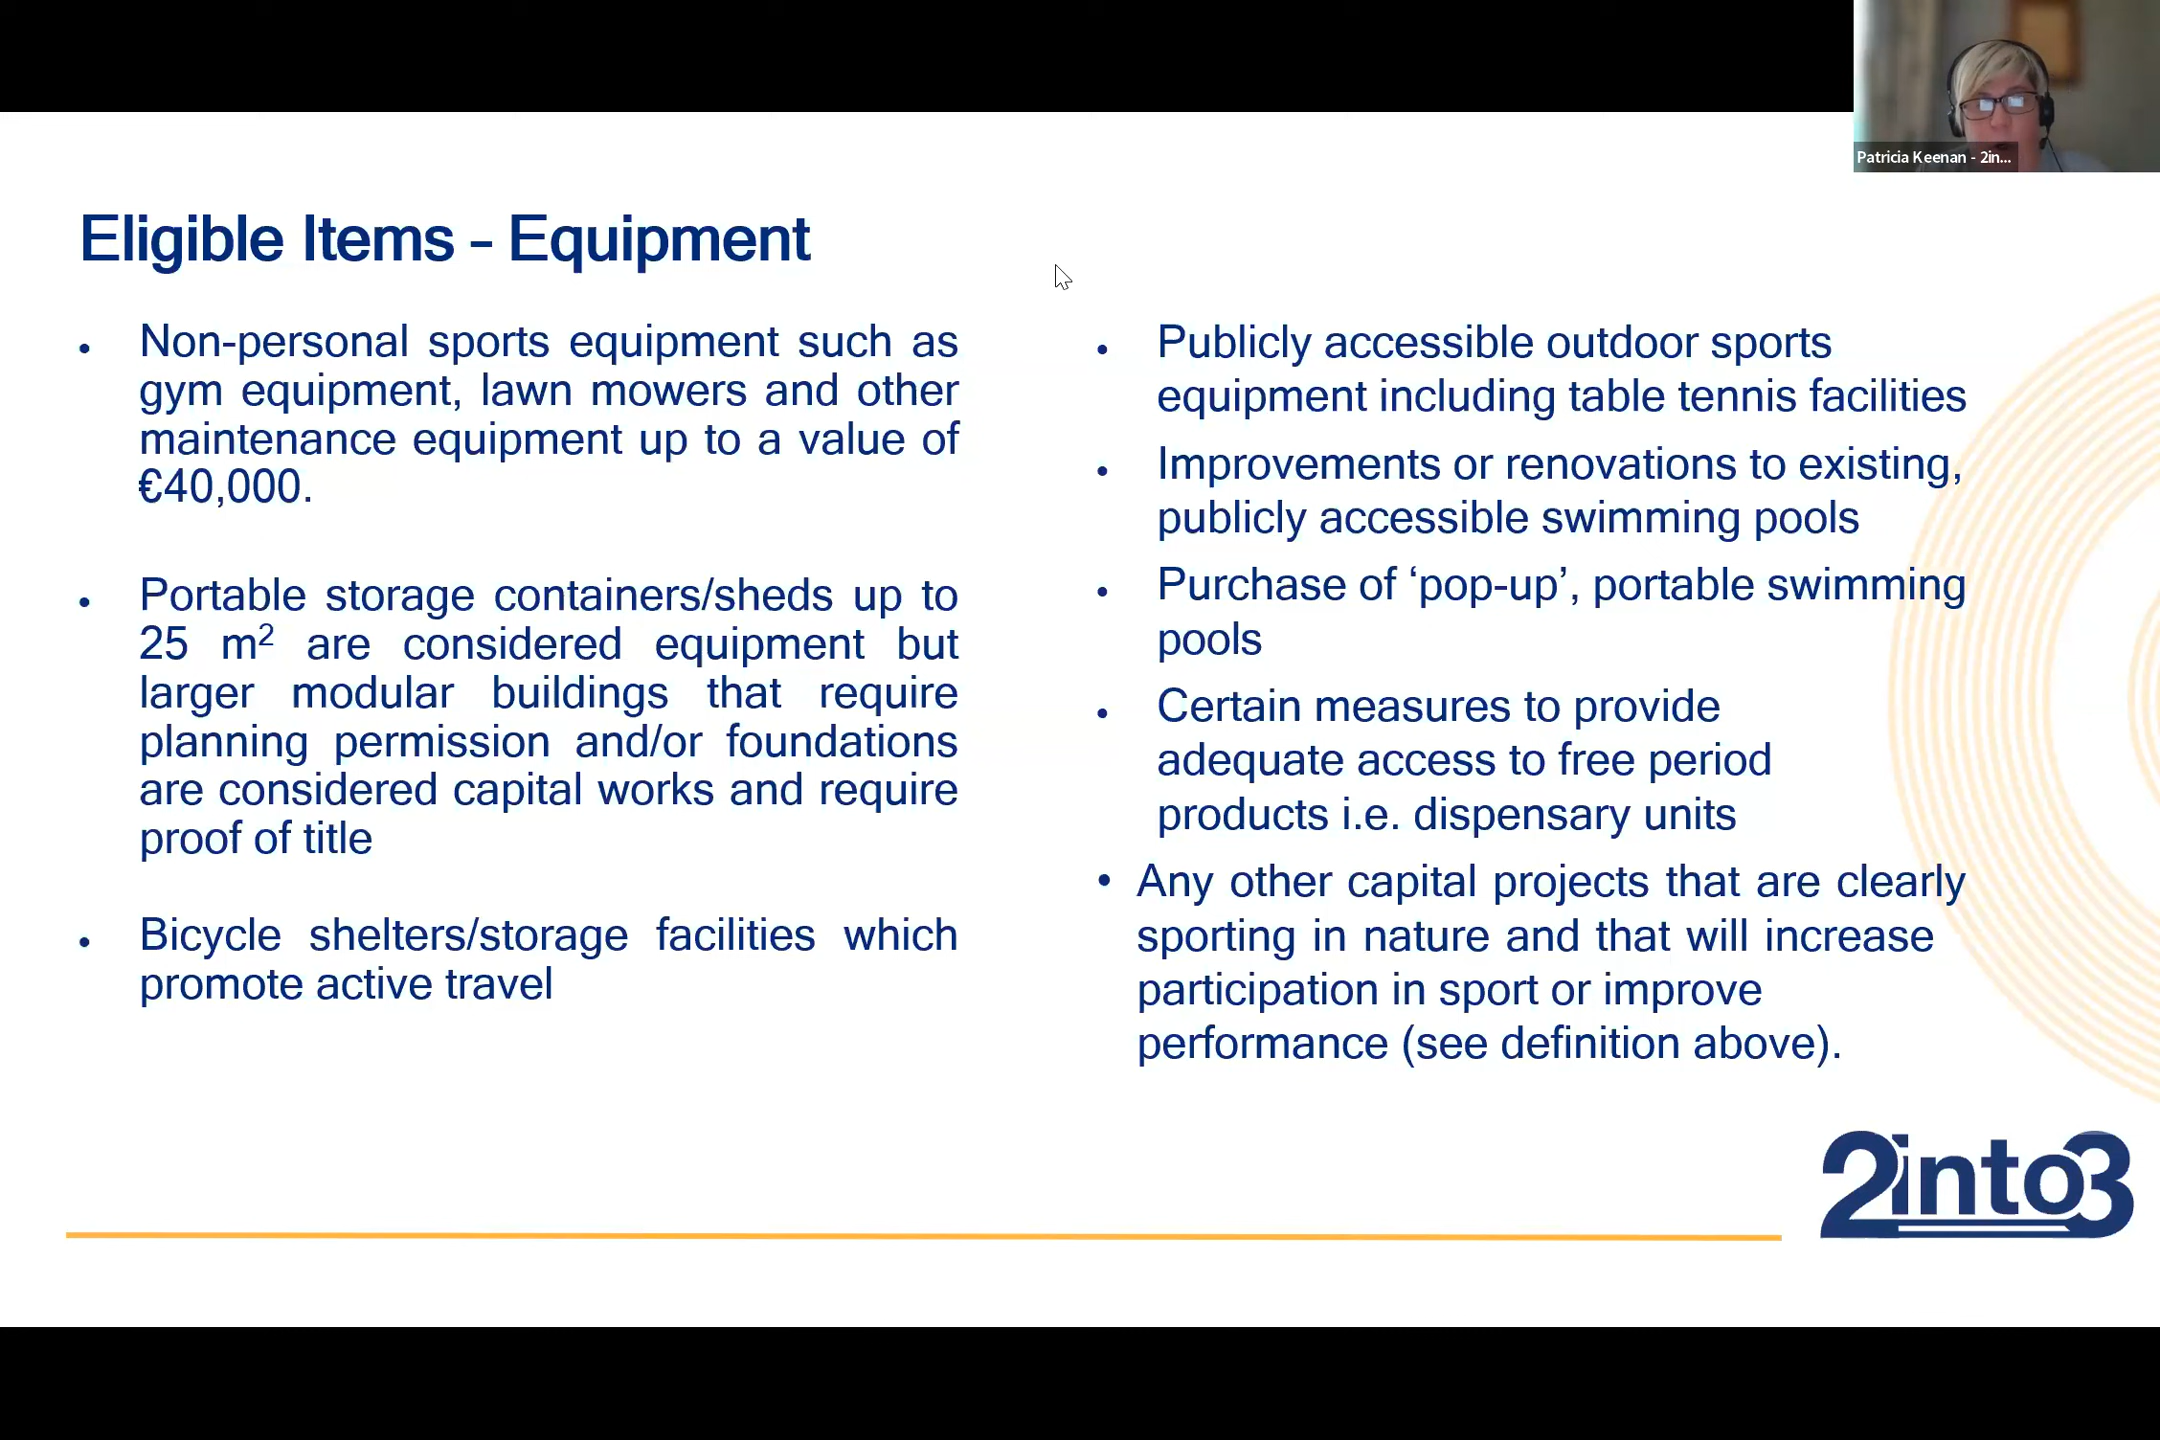 Patricia Keenan - 2in...
Eligible Items – Equipment
• Non-personal sports equipment such as
gym equipment, lawn mowers and other
maintenance equipment up to a value of
€40,000.
• Portable storage containers/sheds up to
25 m² are considered equipment but
larger modular buildings that require
planning permission and/or foundations
are considered capital works and require
proof of title
• Bicycle shelters/storage facilities which
promote active travel
• Publicly accessible outdoor sports
equipment including table tennis facilities
• Improvements or renovations to existing,
publicly accessible swimming pools
• Purchase of ‘pop-up’, portable swimming
pools
• Certain measures to provide
adequate access to free period
products i.e. dispensary units
• Any other capital projects that are clearly
sporting in nature and that will increase
participation in sport or improve
performance (see definition above).
2into3